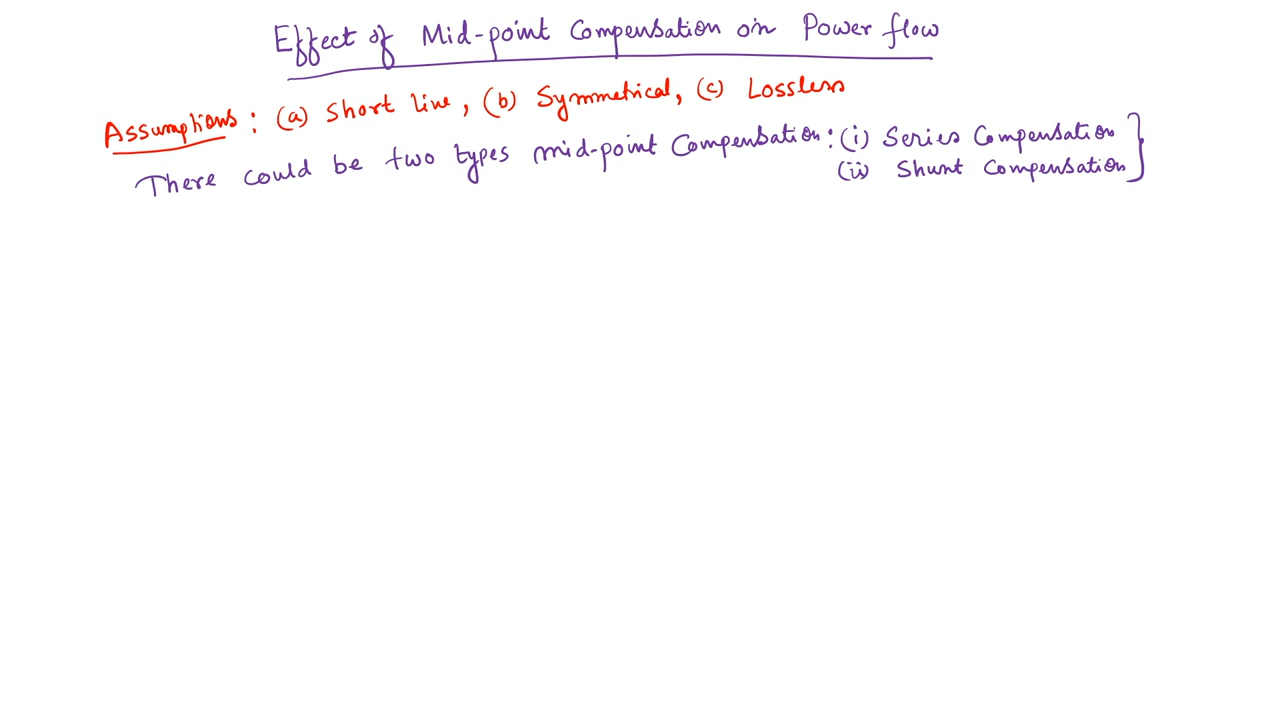 Effect of Mid-point Compensation on Power flow
Assumptions: (a) Short line, (b) Symmetrical, (c) Lossless
There could be two types mid-point Compensation: (i) Series Compensation
(ii) Shunt Compensation